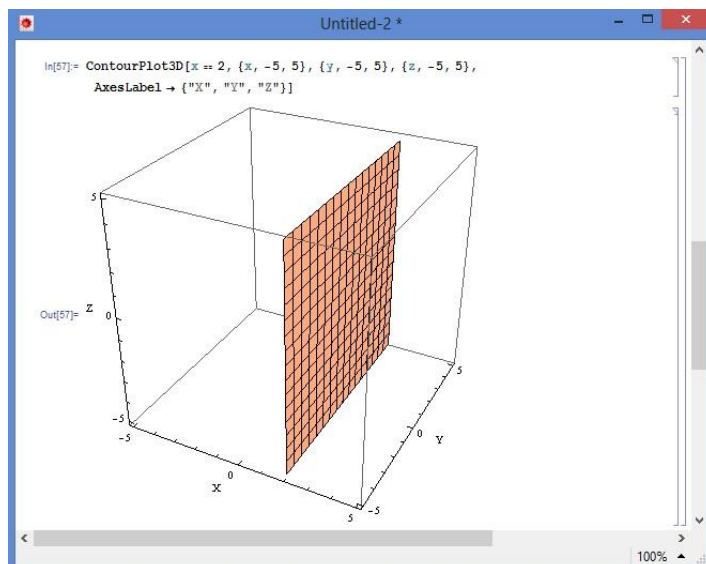 Untitled-2 *
In[57]:= ContourPlot3D[x == 2, {x, -5, 5}, {y, -5, 5}, {z, -5, 5},
AxesLabel → {"X", "Y", "Z"}]
5
Out[57]= Z 0
-5
-5
0
X
5
-5
0
Y
5
100%